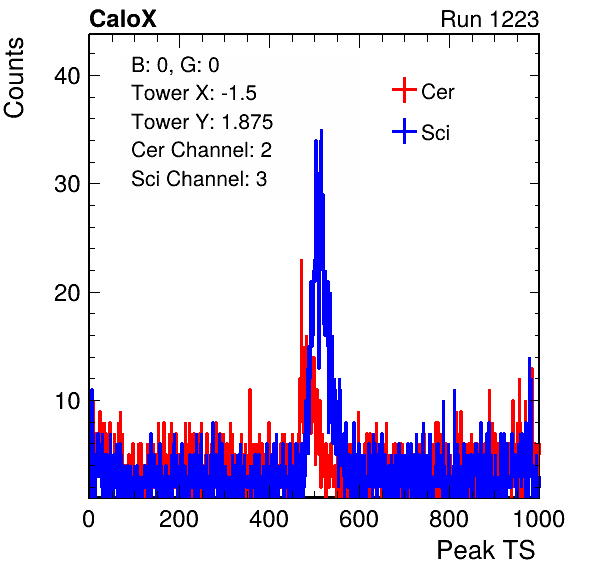 CaloX Run 1223
Counts
B: 0, G: 0
Tower X: -1.5
Tower Y: 1.875
Cer Channel: 2
Sci Channel: 3
Cer
Sci
40
30
20
10
0 200 400 600 800 1000
Peak TS